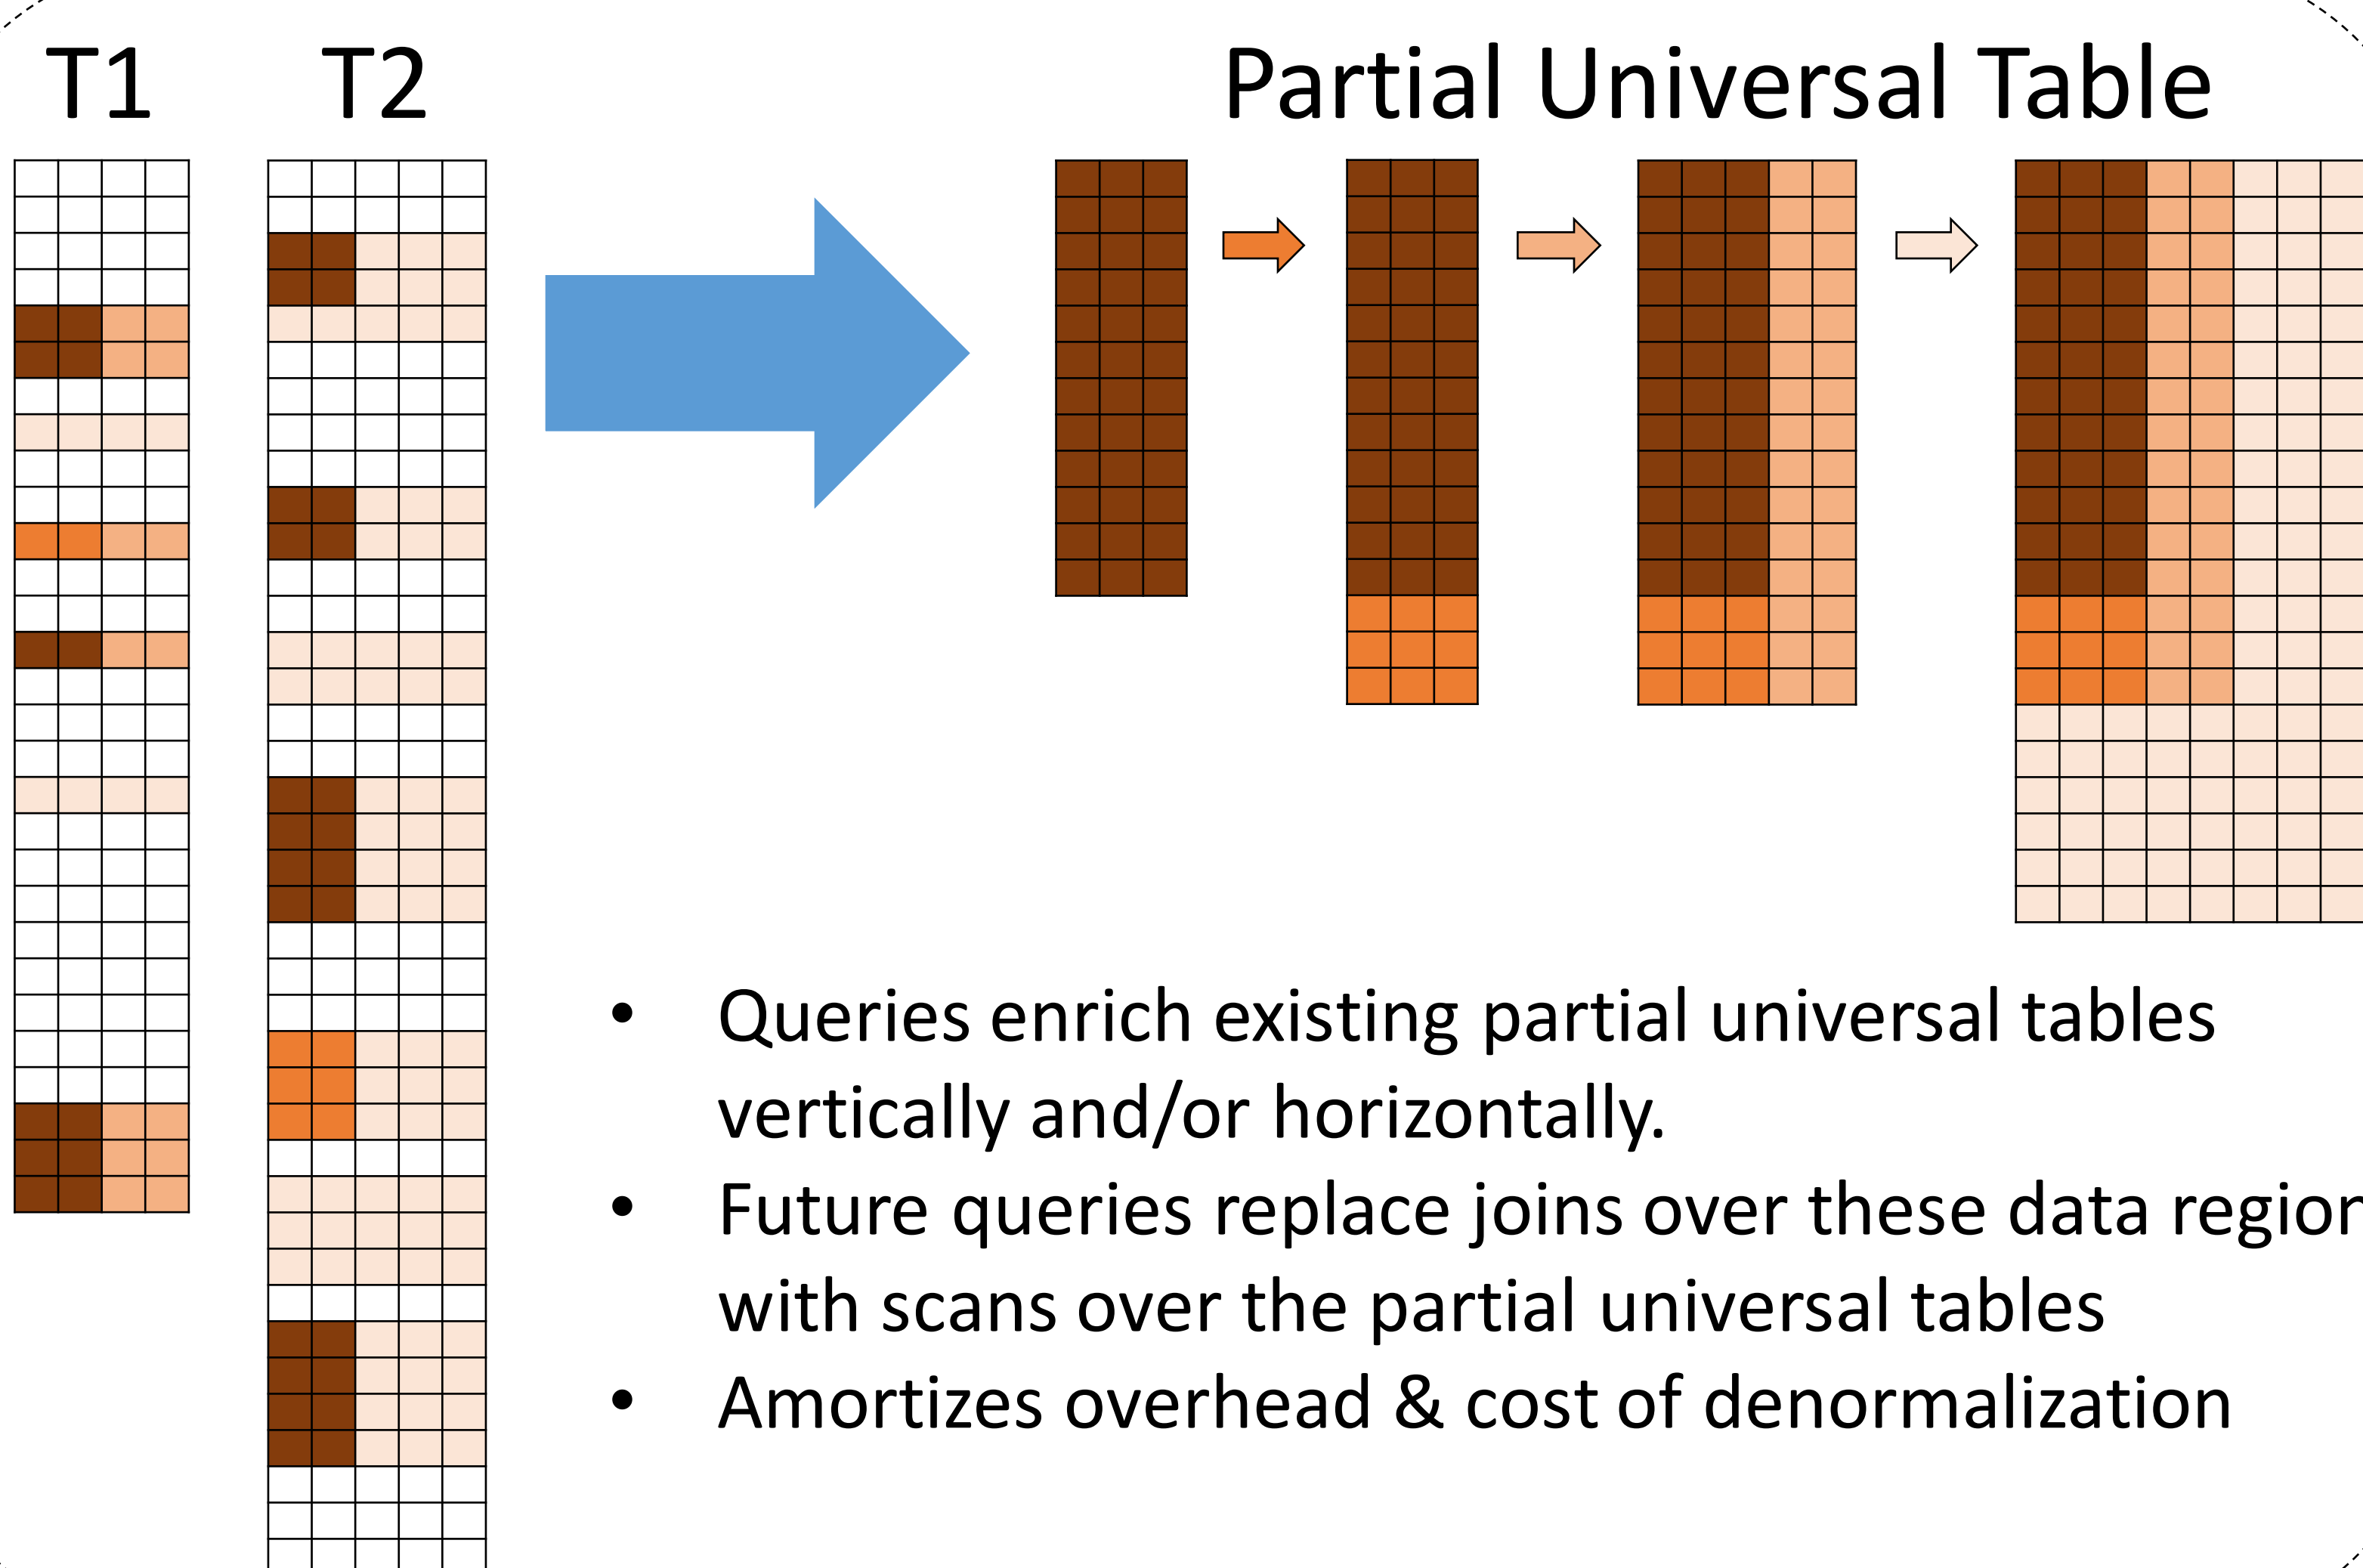 T1
T2
Partial Universal Table
• Queries enrich existing partial universal tables
vertically and/or horizontally.
• Future queries replace joins over these data region
with scans over the partial universal tables
• Amortizes overhead & cost of denormalization